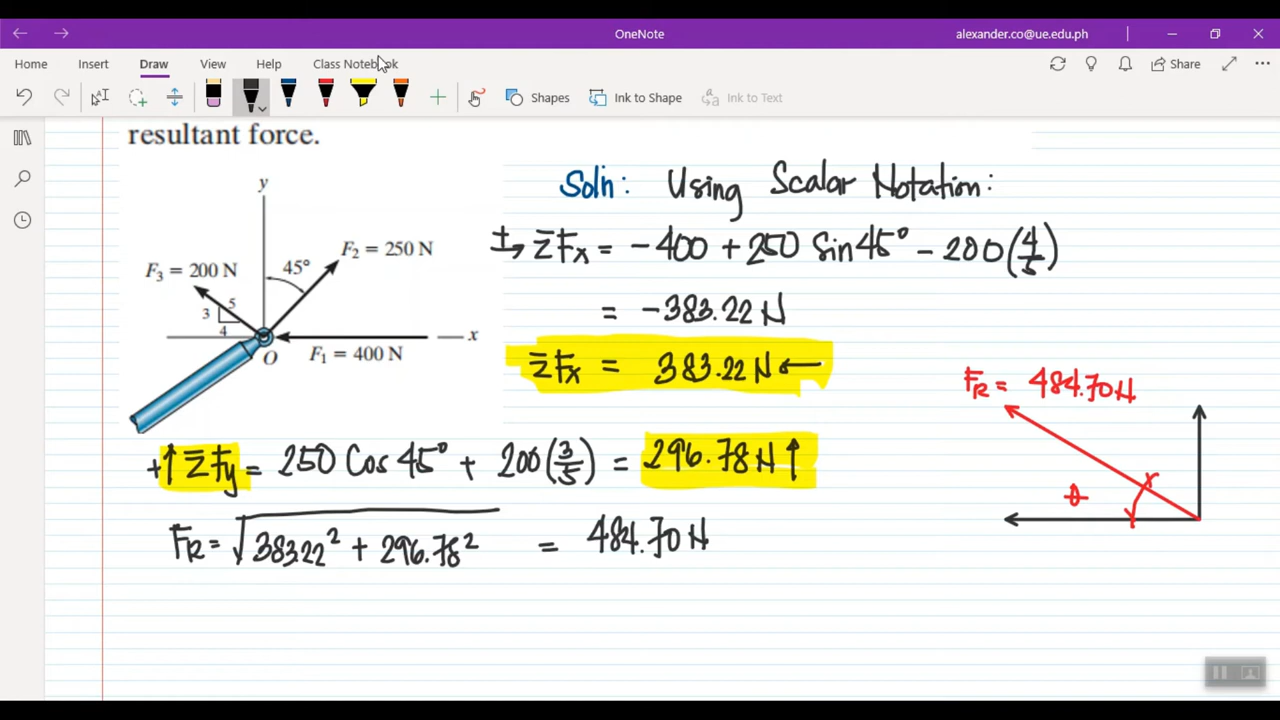 OneNote
alexander.co@ue.edu.ph
Home Insert Draw View Help Class Notebook
Share
Shapes Ink to Shape Ink to Text
resultant force.
Soln: Using Scalar Notation:
y
F₂ = 250 N
45°
F₃ = 200 N
5
3
4
x
O
F₁ = 400 N
+→ ΣFx = -400 + 250 Sin 45° - 200 (4/5)
= -383.22 N
ΣFx = 383.22 N ←
FR = 484.70 N
θ
+↑ ΣFy = 250 Cos 45° + 200 (3/5) = 296.78 N ↑
FR = √38322² + 296.78² = 484.70 N